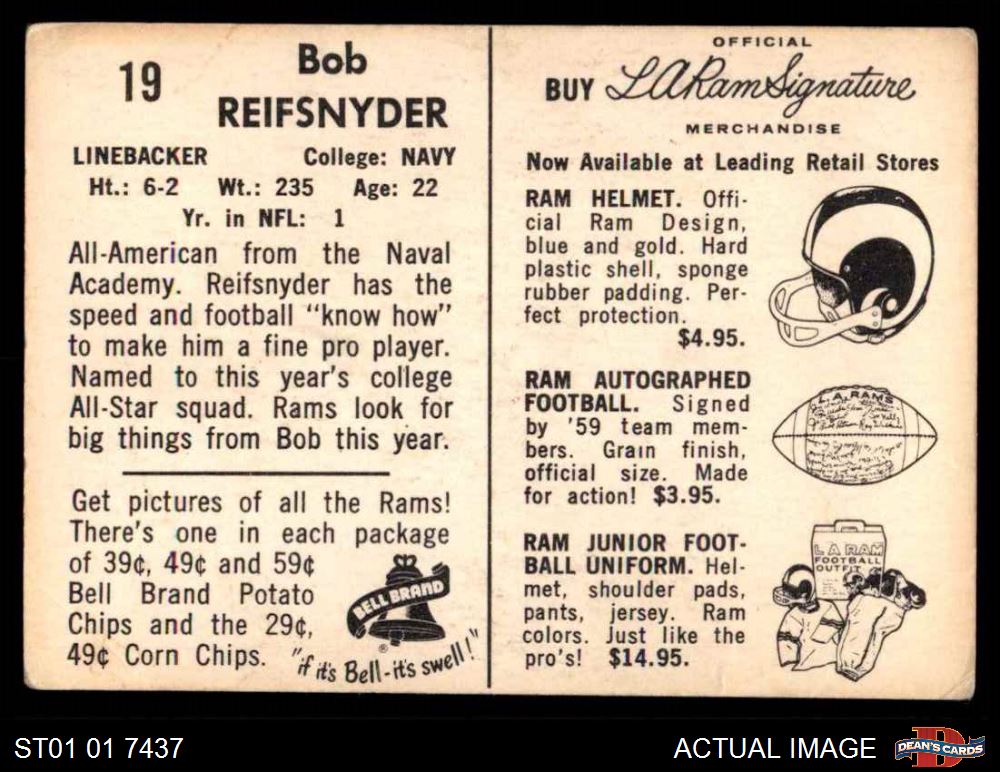 19
Bob
REIFSNYDER
LINEBACKER College: NAVY
Ht.: 6-2 Wt.: 235 Age: 22
Yr. in NFL: 1
All-American from the Naval
Academy. Reifsnyder has the
speed and football "know how"
to make him a fine pro player.
Named to this year's college
All-Star squad. Rams look for
big things from Bob this year.
Get pictures of all the Rams!
There's one in each package
of 39¢, 49¢ and 59¢
Bell Brand Potato
Chips and the 29¢,
49¢ Corn Chips.
BELL BRAND
®
"if it's Bell-it's swell!"
OFFICIAL
BUY LA Ram Signature
MERCHANDISE
Now Available at Leading Retail Stores
RAM HELMET. Offi-
cial Ram Design,
blue and gold. Hard
plastic shell, sponge
rubber padding. Per-
fect protection.
$4.95.
RAM AUTOGRAPHED
FOOTBALL. Signed
by '59 team mem-
bers. Grain finish,
official size. Made
for action! $3.95.
L.A. RAMS
RAM JUNIOR FOOT-
BALL UNIFORM. Hel-
met, shoulder pads,
pants, jersey. Ram
colors. Just like the
pro's! $14.95.
L A RAM
FOOTBALL
OUTFIT
ST01 01 7437
ACTUAL IMAGE
DEAN'S CARDS